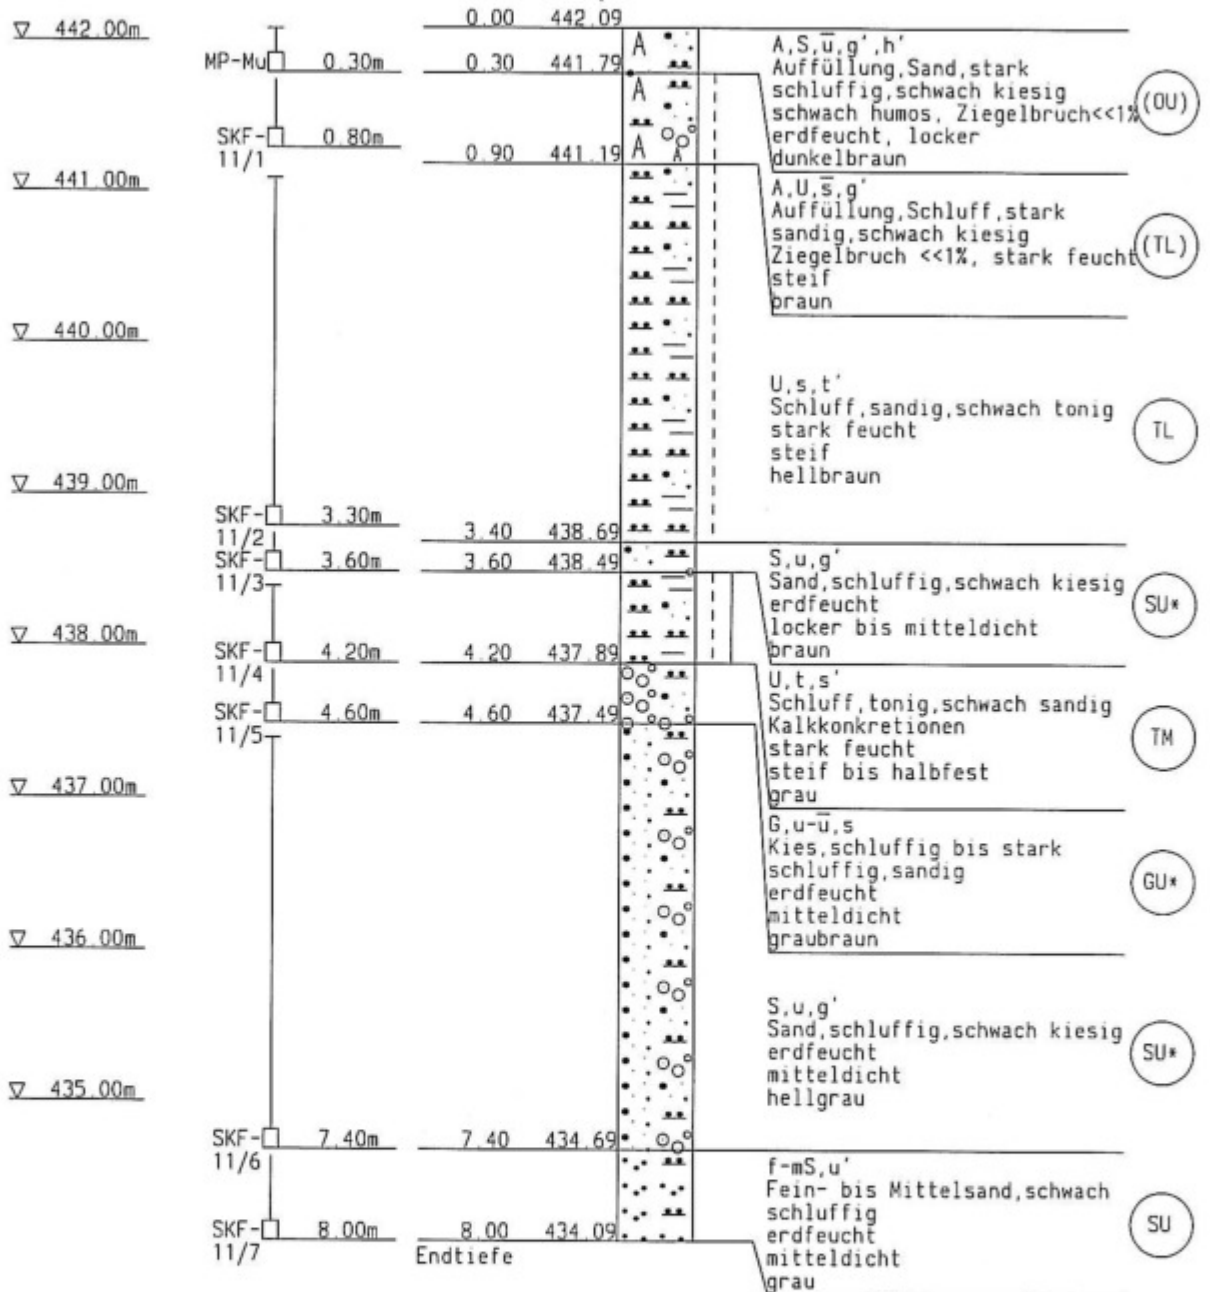 0.00 442.09
442.00m
A,S,ū,g',h'
MP-Mu 0.30m 0.30 441.79
Auffüllung,Sand,stark
schluffig,schwach kiesig
(OU)
schwach humos, Ziegelbruch<<1%
SKF- 0.80m
11/1
erdfeucht, locker
0.90 441.19
dunkelbraun
441.00m
A,U,s̄,g'
Auffüllung,Schluff,stark
sandig,schwach kiesig
(TL)
Ziegelbruch <<1%, stark feucht
steif
braun
440.00m
U,s,t'
Schluff,sandig,schwach tonig
TL
stark feucht
steif
hellbraun
439.00m
SKF- 3.30m
11/2
3.40 438.69
SKF- 3.60m 3.60 438.49
11/3
S,u,g'
Sand,schluffig,schwach kiesig
erdfeucht
SU*
locker bis mitteldicht
braun
438.00m
SKF- 4.20m 4.20 437.89
11/4
U,t,s'
Schluff,tonig,schwach sandig
Kalkkonkretionen
TM
stark feucht
steif bis halbfest
grau
SKF- 4.60m 4.60 437.49
11/5
437.00m
G,u-ū,s
Kies,schluffig bis stark
schluffig,sandig
GU*
erdfeucht
mitteldicht
graubraun
436.00m
S,u,g'
Sand,schluffig,schwach kiesig
SU*
erdfeucht
mitteldicht
hellgrau
435.00m
SKF- 7.40m 7.40 434.69
11/6
f-mS,u'
Fein- bis Mittelsand,schwach
schluffig
SU
erdfeucht
mitteldicht
grau
SKF- 8.00m 8.00 434.09
11/7
Endtiefe
A
A
A
A